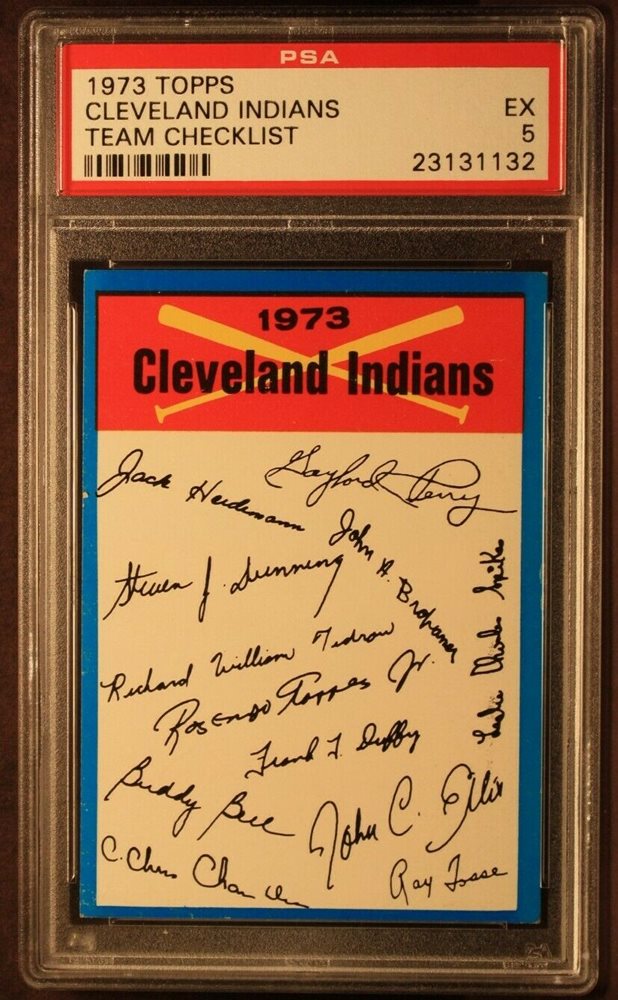 PSA
1973 TOPPS
CLEVELAND INDIANS EX
TEAM CHECKLIST 5
23131132
1973
Cleveland Indians
Gaylord Perry
Jack Heidemann
John A. Brohamer
Steven J. Dunning
Leslie Charles Spikes
Richard William Tidrow
Rosendo Torres Jr.
Frank T. Duffy
Buddy Bell
John C. Ellis
C. Chris Chambliss
Ray Fosse